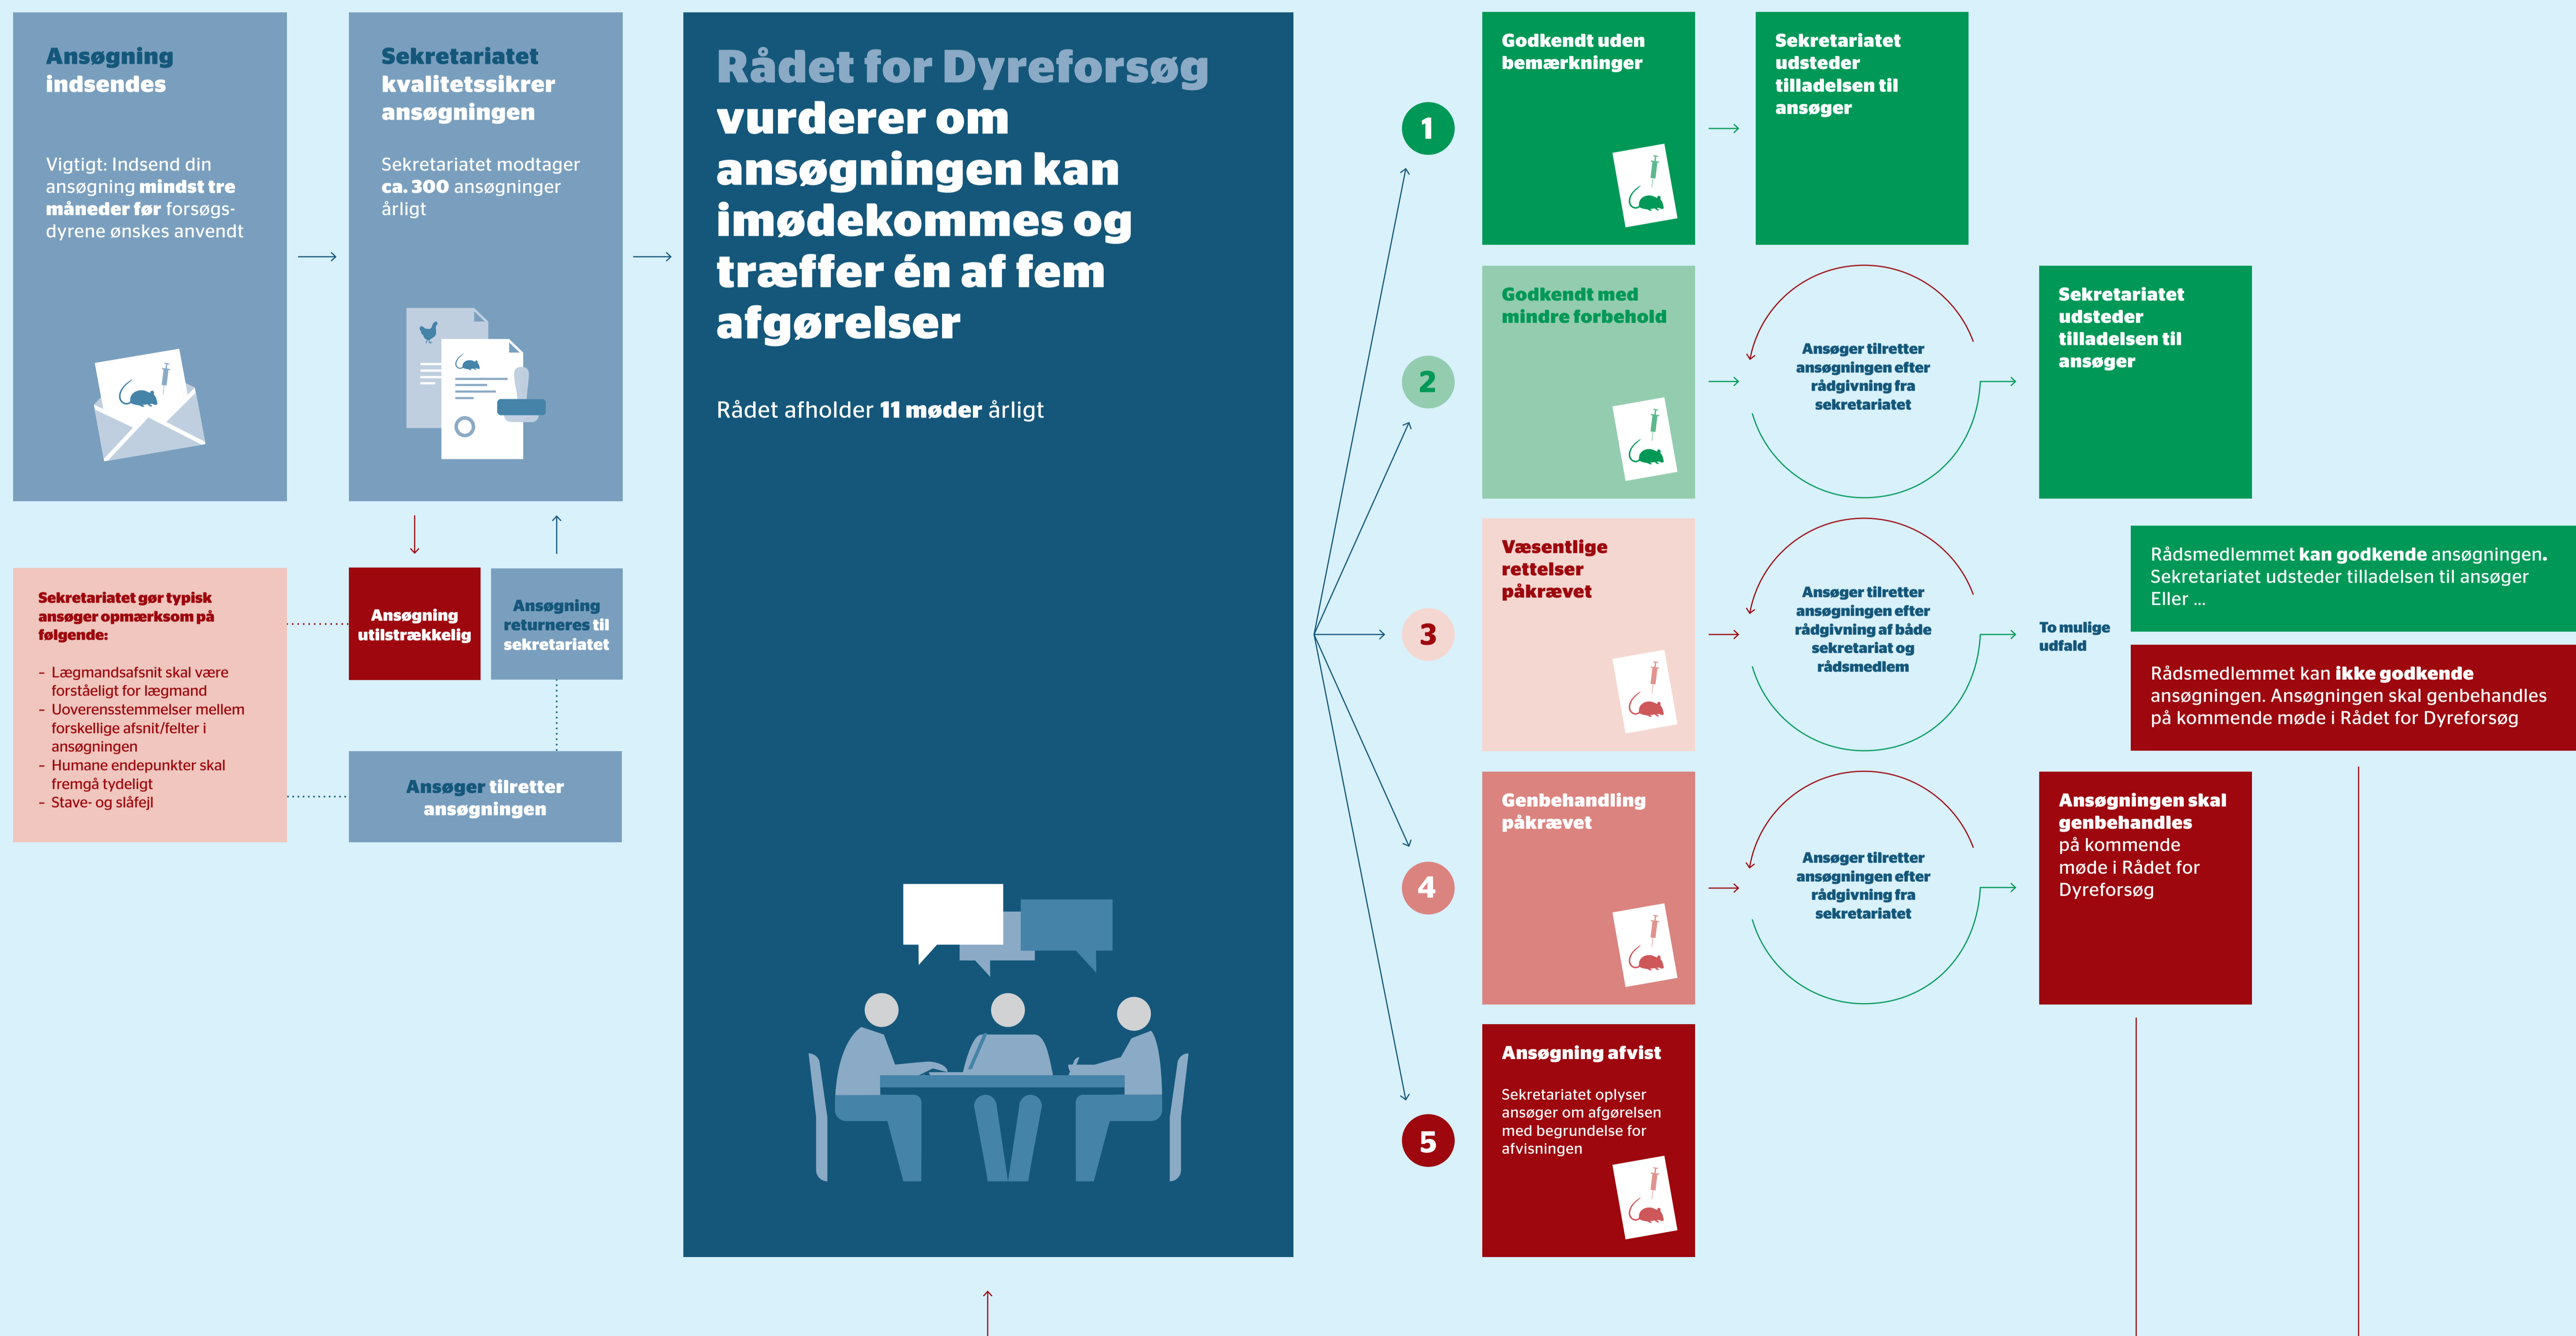 Ansøgning
indsendes
Vigtigt: Indsend din
ansøgning mindst tre
måneder før forsøgs-
dyrene ønskes anvendt
Sekretariatet
kvalitetssikrer
ansøgningen
Sekretariatet modtager
ca. 300 ansøgninger
årligt
Sekretariatet gør typisk
ansøger opmærksom på
følgende:
- Lægmandsafsnit skal være
forståeligt for lægmand
- Uoverensstemmelser mellem
forskellige afsnit/felter i
ansøgningen
- Humane endepunkter skal
fremgå tydeligt
- Stave- og slåfejl
Ansøgning
utilstrækkelig
Ansøgning
returneres til
sekretariatet
Ansøger tilretter
ansøgningen
Rådet for Dyreforsøg
vurderer om
ansøgningen kan
imødekommes og
træffer én af fem
afgørelser
Rådet afholder 11 møder årligt
1
Godkendt uden
bemærkninger
Sekretariatet
udsteder
tilladelsen til
ansøger
2
Godkendt med
mindre forbehold
Ansøger tilretter
ansøgningen efter
rådgivning fra
sekretariatet
Sekretariatet
udsteder
tilladelsen til
ansøger
3
Væsentlige
rettelser
påkrævet
Ansøger tilretter
ansøgningen efter
rådgivning af både
sekretariat og
rådsmedlem
To mulige
udfald
Rådsmedlemmet kan godkende ansøgningen.
Sekretariatet udsteder tilladelsen til ansøger
Eller ...
Rådsmedlemmet kan ikke godkende
ansøgningen. Ansøgningen skal genbehandles
på kommende møde i Rådet for Dyreforsøg
4
Genbehandling
påkrævet
Ansøger tilretter
ansøgningen efter
rådgivning fra
sekretariatet
Ansøgningen skal
genbehandles
på kommende
møde i Rådet for
Dyreforsøg
5
Ansøgning afvist
Sekretariatet oplyser
ansøger om afgørelsen
med begrundelse for
afvisningen